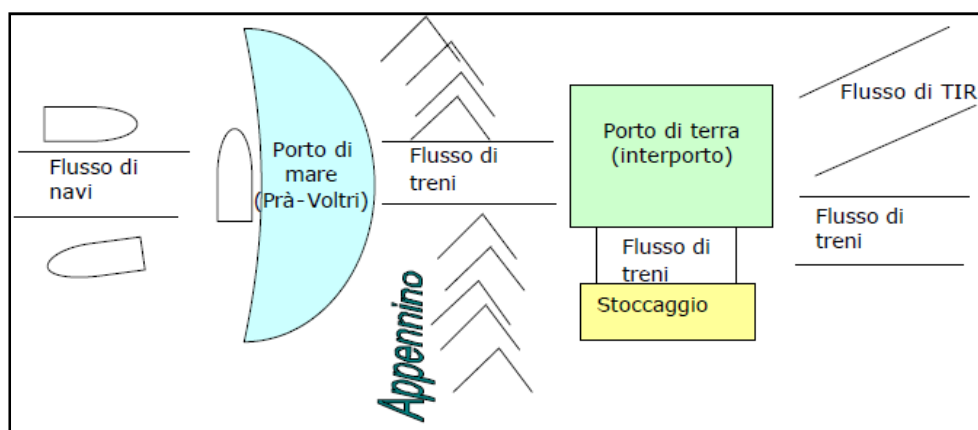 Flusso di
navi
Porto di
mare
(Prà-Voltri)
Flusso di
treni
Appennino
Porto di terra
(interporto)
Flusso di
treni
Stoccaggio
Flusso di TIR
Flusso di
treni